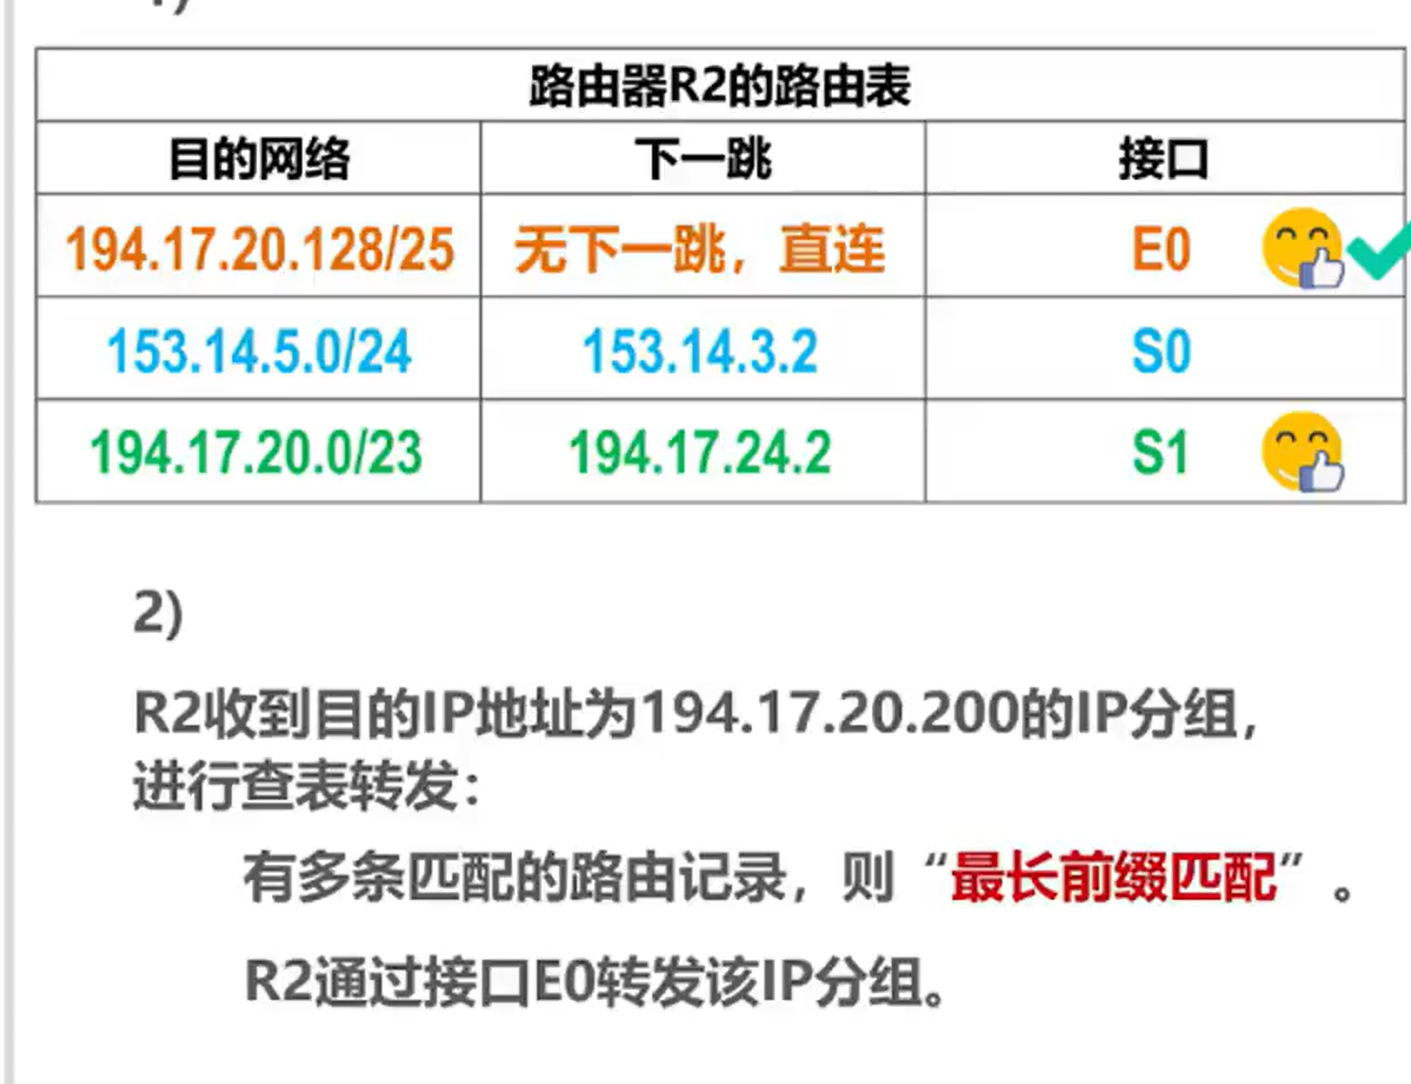 路由器R2的路由表
目的网络 下一跳 接口
194.17.20.128/25 无下一跳，直连 E0
153.14.5.0/24 153.14.3.2 S0
194.17.20.0/23 194.17.24.2 S1
2)
R2收到目的IP地址为194.17.20.200的IP分组，
进行查表转发：
有多条匹配的路由记录，则“最长前缀匹配”。
R2通过接口E0转发该IP分组。